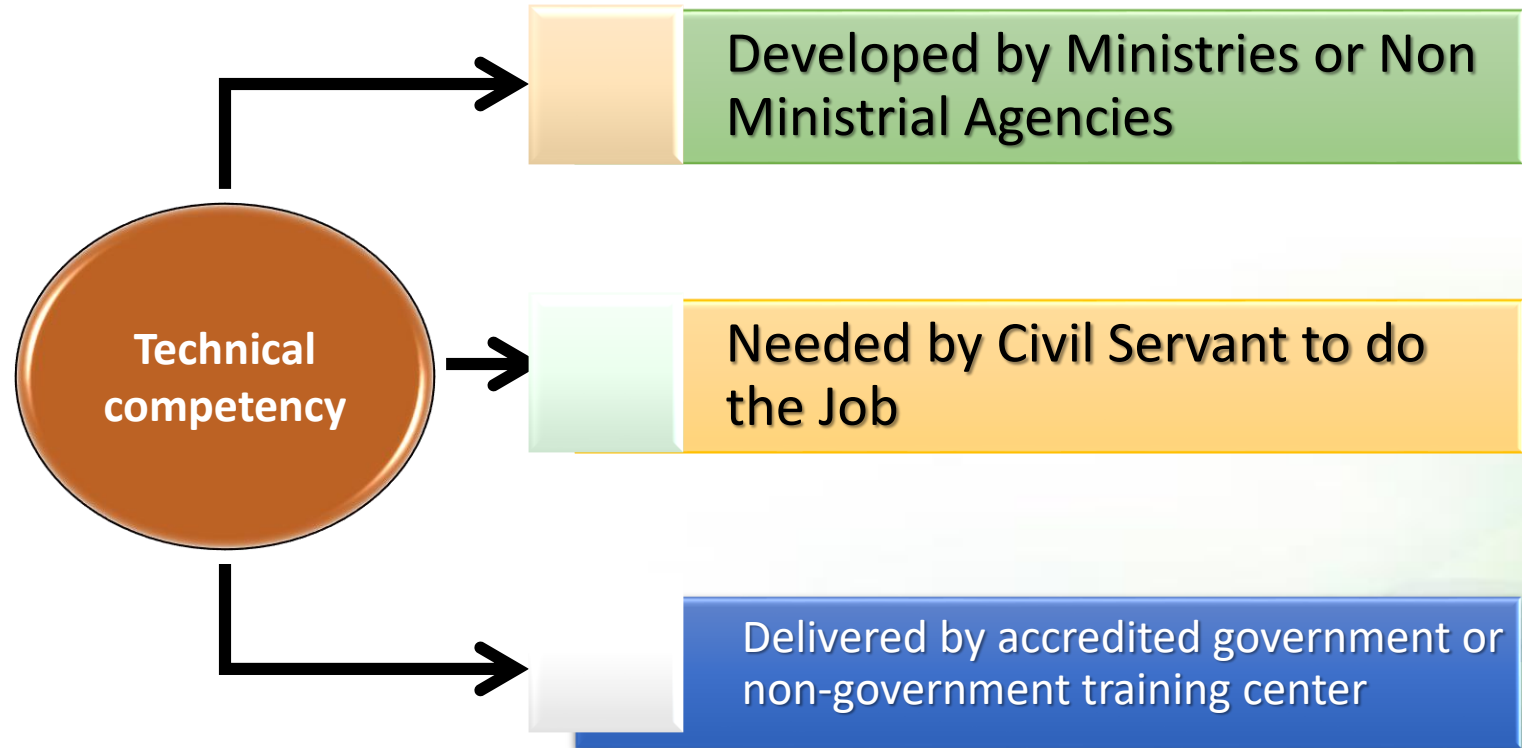 Developed by Ministries or Non
Ministrial Agencies
Technical
competency
Needed by Civil Servant to do
the Job
Delivered by accredited government or
non-government training center